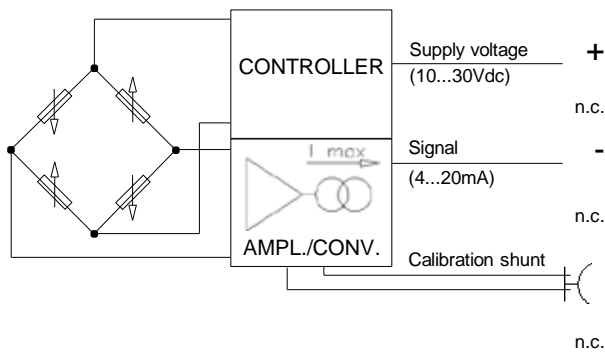 CONTROLLER
Supply voltage
+
(10...30Vdc)
n.c.
I max
Signal
-
(4...20mA)
n.c.
AMPL./CONV.
Calibration shunt
n.c.